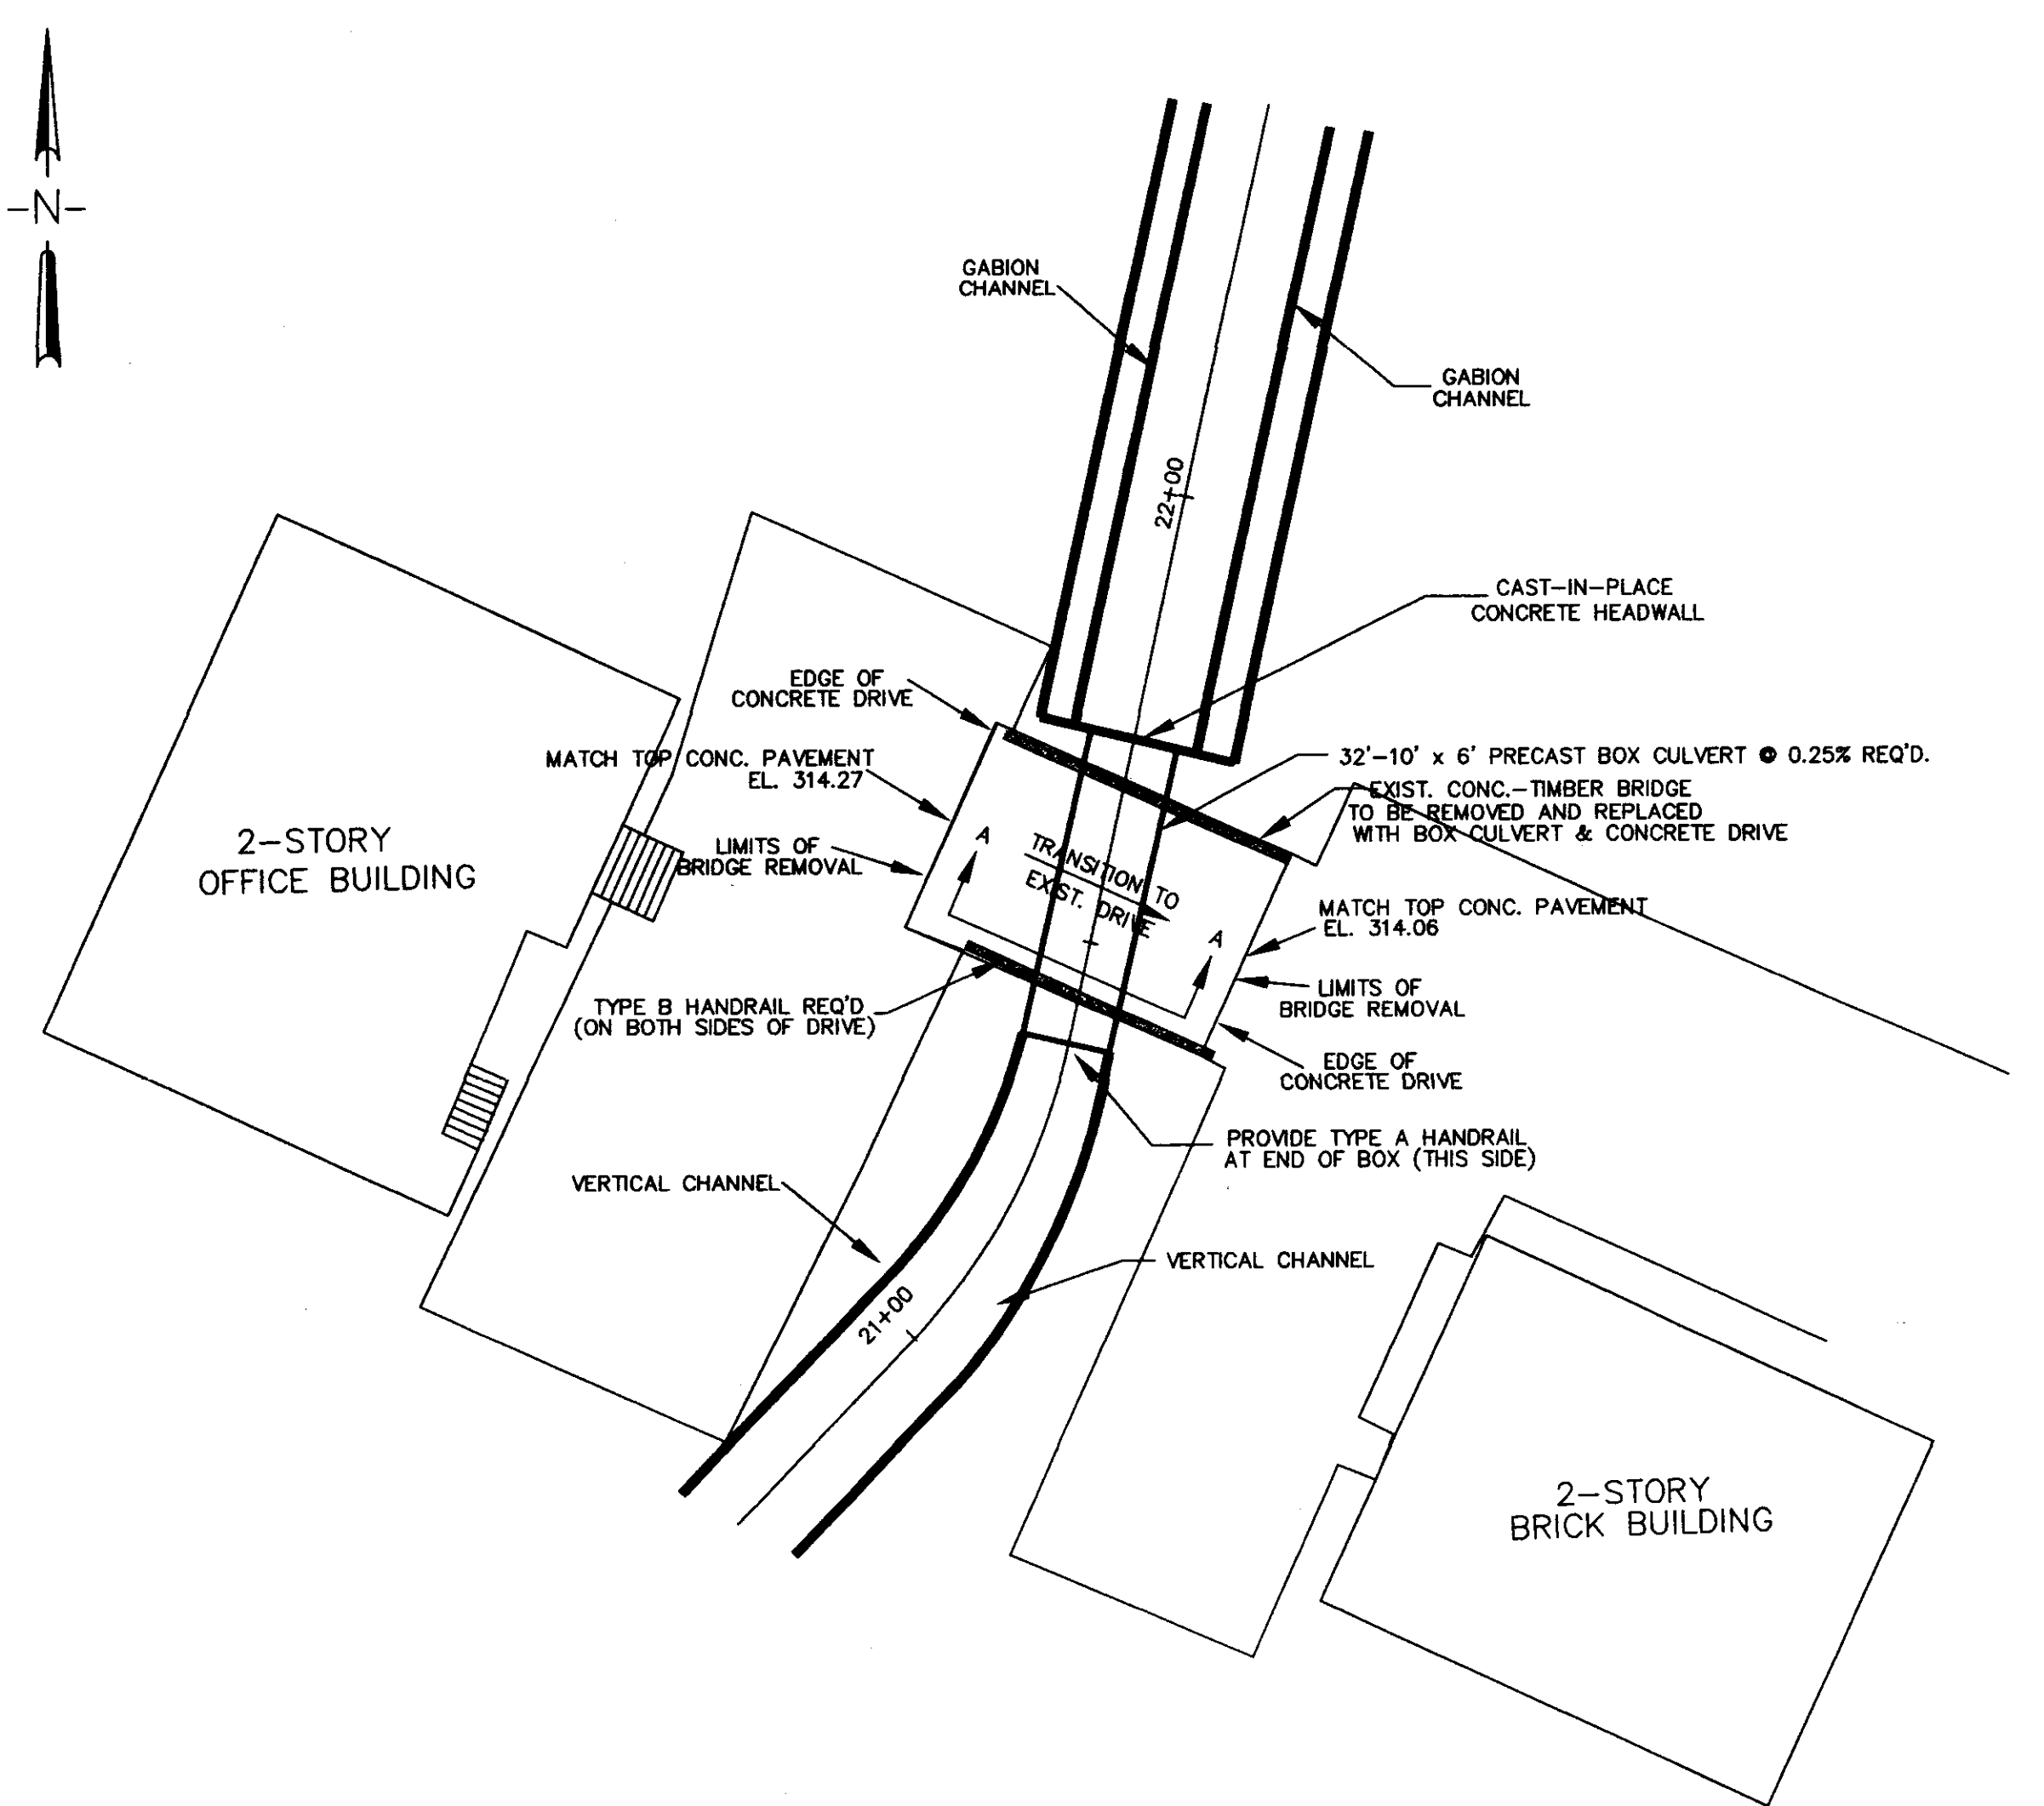 -N-
GABION
CHANNEL
GABION
CHANNEL
22+00
CAST-IN-PLACE
CONCRETE HEADWALL
EDGE OF
CONCRETE DRIVE
MATCH TOP CONC. PAVEMENT
EL. 314.27
32'-10' x 6' PRECAST BOX CULVERT @ 0.25% REQ'D.
EXIST. CONC.-TIMBER BRIDGE
TO BE REMOVED AND REPLACED
WITH BOX CULVERT & CONCRETE DRIVE
2-STORY
OFFICE BUILDING
LIMITS OF
BRIDGE REMOVAL
A
TRANSITION TO
EXIST. DRIVE
A
MATCH TOP CONC. PAVEMENT
EL. 314.06
LIMITS OF
BRIDGE REMOVAL
TYPE B HANDRAIL REQ'D
(ON BOTH SIDES OF DRIVE)
EDGE OF
CONCRETE DRIVE
PROVIDE TYPE A HANDRAIL
AT END OF BOX (THIS SIDE)
VERTICAL CHANNEL
VERTICAL CHANNEL
21+00
2-STORY
BRICK BUILDING